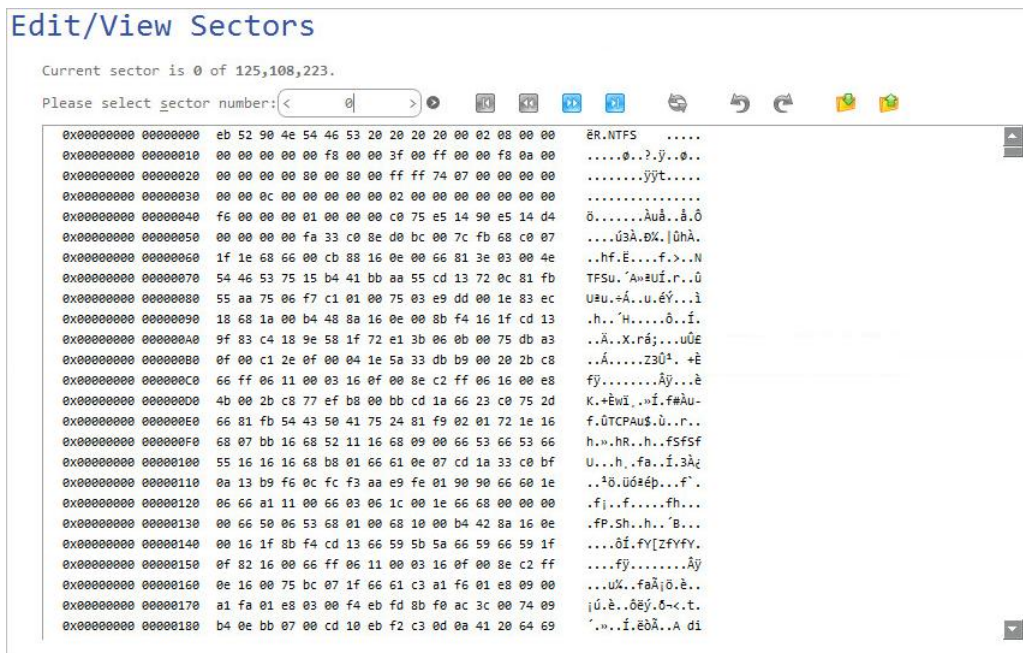 Edit/View Sectors
Current sector is 0 of 125,108,223.
Please select sector number: < 0 >
0x00000000 00000000 eb 52 90 4e 54 46 53 20 20 20 20 00 02 08 00 00 ëR.NTFS .....
0x00000000 00000010 00 00 00 00 00 f8 00 00 3f 00 ff 00 00 f8 0a 00 .....ø..?.ÿ..ø..
0x00000000 00000020 00 00 00 00 80 00 80 00 ff ff 74 07 00 00 00 00 ........ÿÿt.....
0x00000000 00000030 00 00 0c 00 00 00 00 00 02 00 00 00 00 00 00 00 ................
0x00000000 00000040 f6 00 00 00 01 00 00 00 c0 75 e5 14 90 e5 14 d4 ö.......Àuå..å.Ô
0x00000000 00000050 00 00 00 00 fa 33 c0 8e d0 bc 00 7c fb 68 c0 07 ....ú3À.Ð¼.|ûhÀ.
0x00000000 00000060 1f 1e 68 66 00 cb 88 16 0e 00 66 81 3e 03 00 4e ..hf.Ë....f.>..N
0x00000000 00000070 54 46 53 75 15 b4 41 bb aa 55 cd 13 72 0c 81 fb TFSu.´A»ªUÍ.r..û
0x00000000 00000080 55 aa 75 06 f7 c1 01 00 75 03 e9 dd 00 1e 83 ec Uªu.÷Á..u.éÝ...ì
0x00000000 00000090 18 68 1a 00 b4 48 8a 16 0e 00 8b f4 16 1f cd 13 .h..´H.....ô..Í.
0x00000000 000000A0 9f 83 c4 18 9e 58 1f 72 e1 3b 06 0b 00 75 db a3 ..Ä..X.rá;...uÛ£
0x00000000 000000B0 0f 00 c1 2e 0f 00 04 1e 5a 33 db b9 00 20 2b c8 ..Á.....Z3Û¹. +È
0x00000000 000000C0 66 ff 06 11 00 03 16 0f 00 8e c2 ff 06 16 00 e8 fÿ........Âÿ...è
0x00000000 000000D0 4b 00 2b c8 77 ef b8 00 bb cd 1a 66 23 c0 75 2d K.+Èwï¸.»Í.f#Àu-
0x00000000 000000E0 66 81 fb 54 43 50 41 75 24 81 f9 02 01 72 1e 16 f.ûTCPAu$.ù..r..
0x00000000 000000F0 68 07 bb 16 68 52 11 16 68 09 00 66 53 66 53 66 h.».hR..h..fSfSf
0x00000000 00000100 55 16 16 16 68 b8 01 66 61 0e 07 cd 1a 33 c0 bf U...h¸.fa..Í.3À¿
0x00000000 00000110 0a 13 b9 f6 0c fc f3 aa e9 fe 01 90 90 66 60 1e ..¹ö.üóªéþ...f`.
0x00000000 00000120 06 66 a1 11 00 66 03 06 1c 00 1e 66 68 00 00 00 .f¡..f.....fh...
0x00000000 00000130 00 66 50 06 53 68 01 00 68 10 00 b4 42 8a 16 0e .fP.Sh..h..´B...
0x00000000 00000140 00 16 1f 8b f4 cd 13 66 59 5b 5a 66 59 66 59 1f ....ôÍ.fY[ZfYfY.
0x00000000 00000150 0f 82 16 00 66 ff 06 11 00 03 16 0f 00 8e c2 ff ....fÿ........Âÿ
0x00000000 00000160 0e 16 00 75 bc 07 1f 66 61 c3 a1 f6 01 e8 09 00 ...u¼..faÃ¡ö.è..
0x00000000 00000170 a1 fa 01 e8 03 00 f4 eb fd 8b f0 ac 3c 00 74 09 ¡ú.è..ôëý.ð¬<.t.
0x00000000 00000180 b4 0e bb 07 00 cd 10 eb f2 c3 0d 0a 41 20 64 69 ´.»..Í.ëòÃ..A di